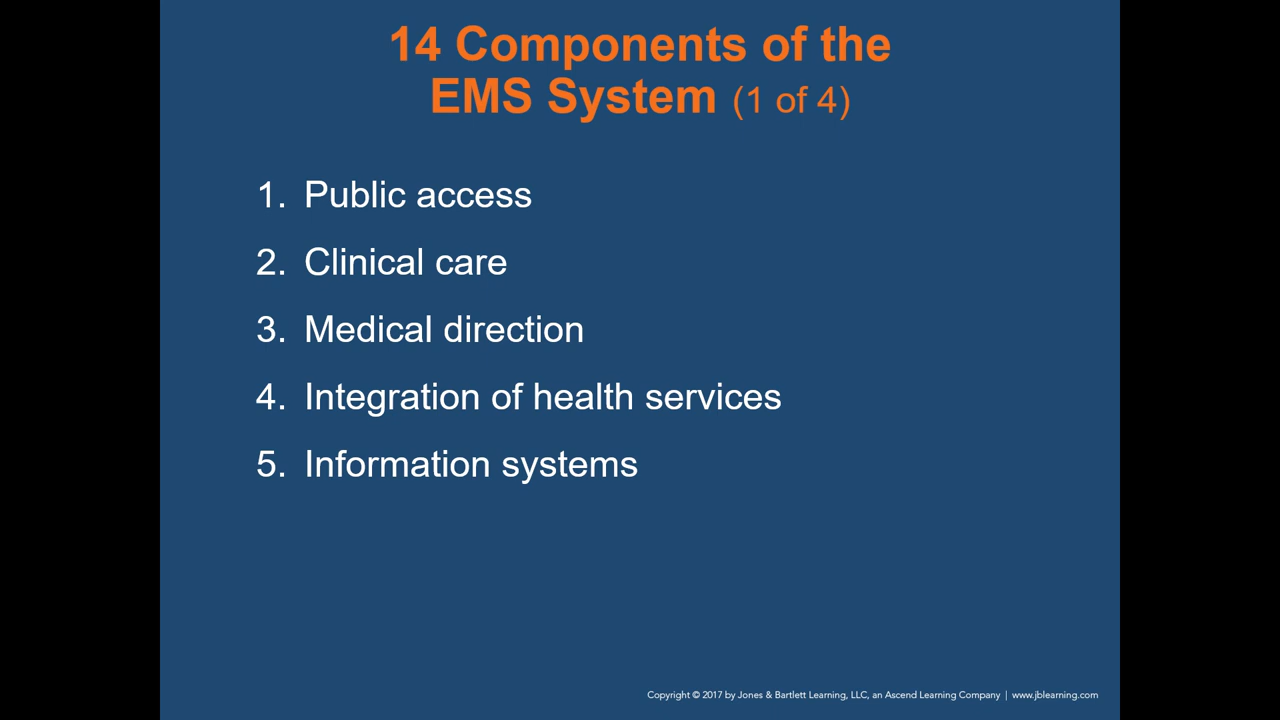 14 Components of the
EMS System (1 of 4)
1. Public access
2. Clinical care
3. Medical direction
4. Integration of health services
5. Information systems
Copyright © 2017 by Jones & Bartlett Learning, LLC, an Ascend Learning Company | www.jblearning.com